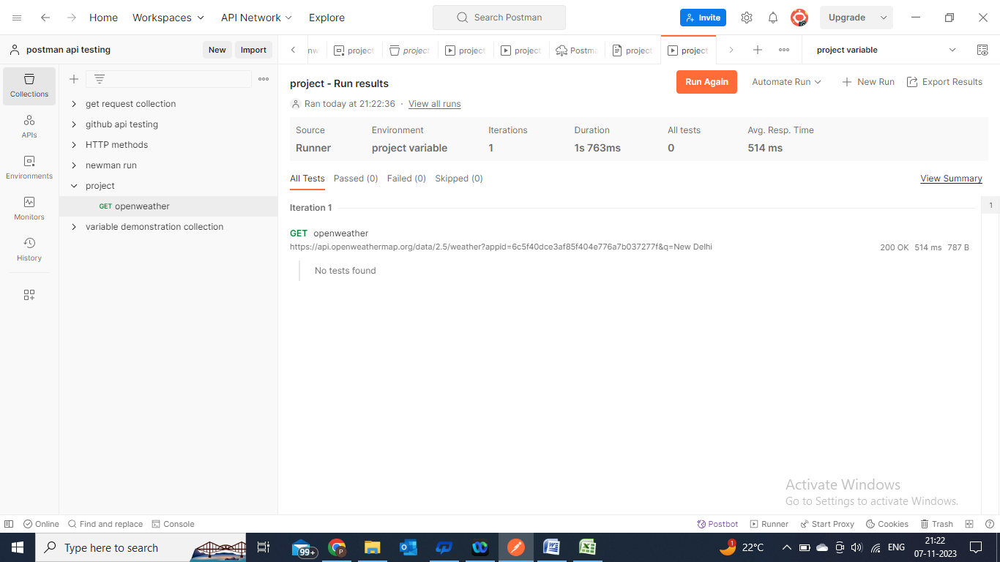 Home Workspaces API Network Explore Search Postman Invite Upgrade
postman api testing New Import project project project project Postma project project project variable
Collections
APIs
Environments
Monitors
History
get request collection
github api testing
HTTP methods
newman run
project
GET openweather
variable demonstration collection
project - Run results Run Again Automate Run New Run Export Results
Ran today at 21:22:36 · View all runs
Source Environment Iterations Duration All tests Avg. Resp. Time
Runner project variable 1 1s 763ms 0 514 ms
All Tests Passed (0) Failed (0) Skipped (0) View Summary
Iteration 1 1
GET openweather
https://api.openweathermap.org/data/2.5/weather?appid=6c5f40dce3af85f404e776a7b037277f&q=New Delhi 200 OK 514 ms 787 B
No tests found
Activate Windows
Go to Settings to activate Windows.
Online Find and replace Console Postbot Runner Start Proxy Cookies Trash
Type here to search 99+ P 1 22°C ENG 21:22
07-11-2023